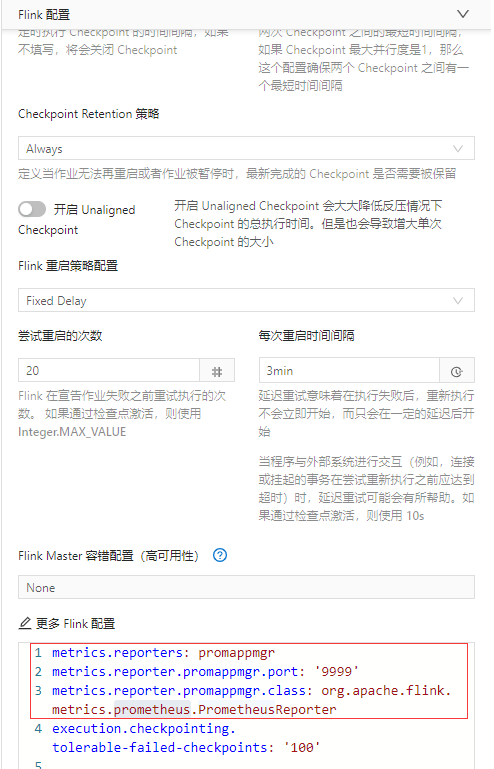 Flink 配置
定时执行 Checkpoint 的时间间隔，如果
不填写，将会关闭 Checkpoint
两次 Checkpoint 之间的最短时间间隔，
如果 Checkpoint 最大并行度是1，那么
这个配置确保两个 Checkpoint 之间有一
个最短时间间隔
Checkpoint Retention 策略
Always
定义当作业无法再重启或者作业被暂停时，最新完成的 Checkpoint 是否需要被保留
开启 Unaligned
Checkpoint
开启 Unaligned Checkpoint 会大大降低反压情况下
Checkpoint 的总执行时间。但是也会导致增大单次
Checkpoint 的大小
Flink 重启策略配置
Fixed Delay
尝试重启的次数
20
Flink 在宣告作业失败之前重试执行的次
数。 如果通过检查点激活，则使用
Integer.MAX_VALUE
每次重启时间间隔
3min
延迟重试意味着在执行失败后，重新执行
不会立即开始，而只会在一定的延迟后开
始
当程序与外部系统进行交互（例如，连接
或挂起的事务在尝试重新执行之前应达到
超时）时，延迟重试可能会有所帮助。如
果通过检查点激活，则使用 10s
Flink Master 容错配置（高可用性）
None
更多 Flink 配置
1 metrics.reporters: promappmgr
2 metrics.reporter.promappmgr.port: '9999'
3 metrics.reporter.promappmgr.class: org.apache.flink.
metrics.prometheus.PrometheusReporter
4 execution.checkpointing.
tolerable-failed-checkpoints: '100'
5